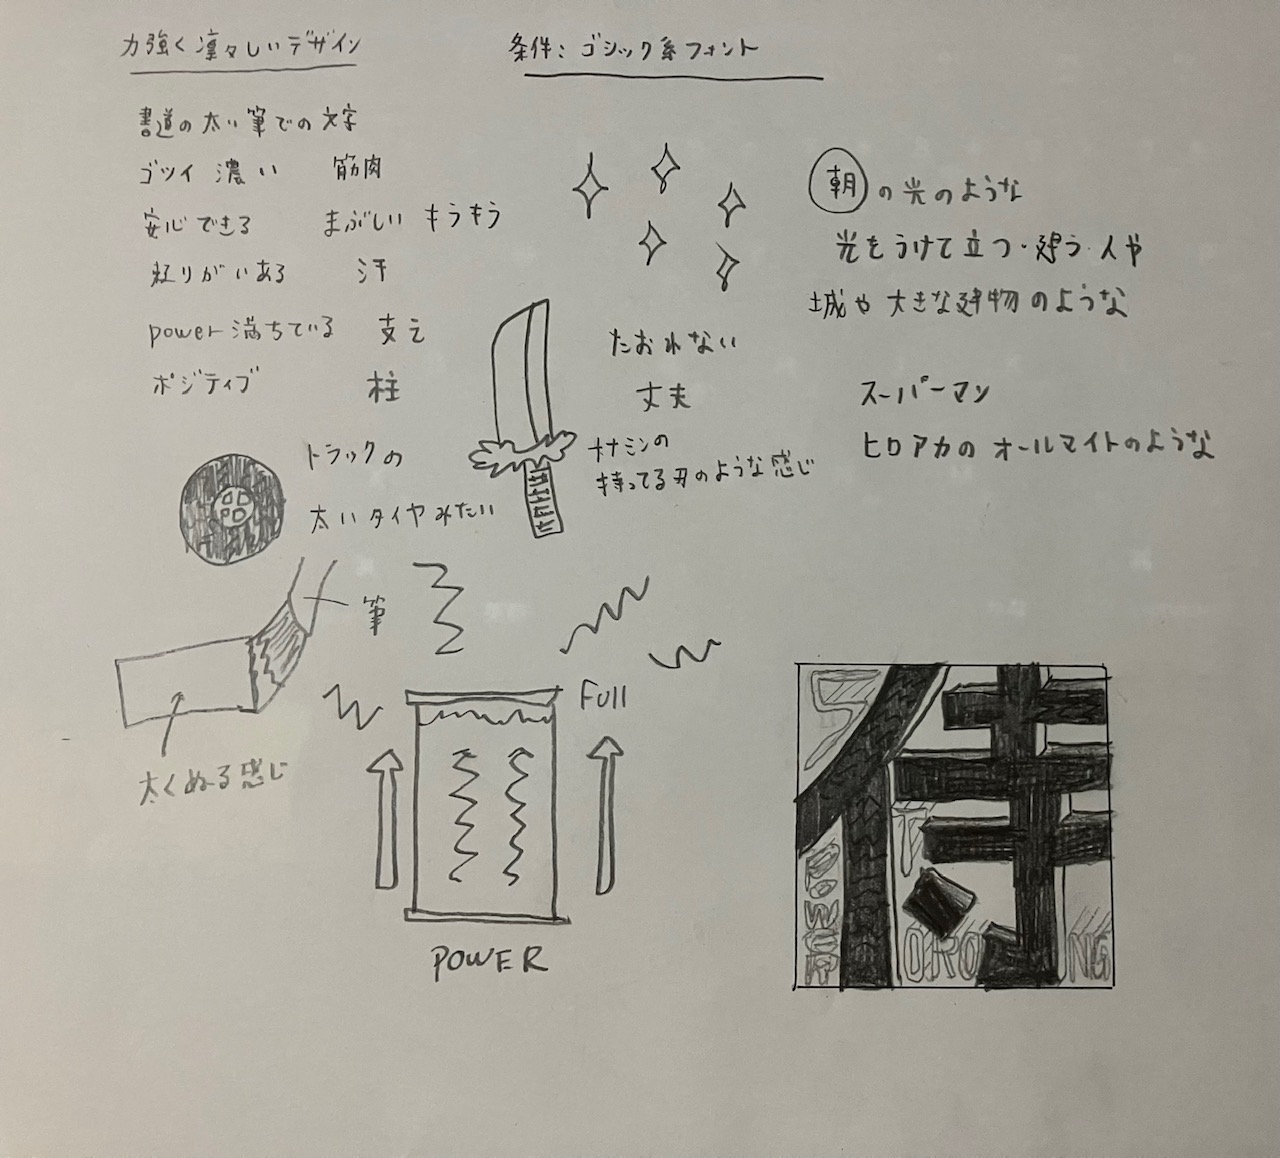 力強く凛々しいデザイン
条件：ゴシック系フォント
書道の太い筆での文字
ゴツイ 濃い 筋肉
安心できる まぶしい キラキラ
頼りがいある 汗
power満ちている 支え
ポジティブ 柱
トラックの
太いタイヤみたい
たおれない
丈夫
ナナミンの
持ってる刃のような感じ
朝の光のような
光をうけて立つ・建つ・人や
城や大きな建物のような
スーパーマン
ヒロアカのオールマイトのような
筆
太くぬる感じ
Full
POWER
侍
POWER